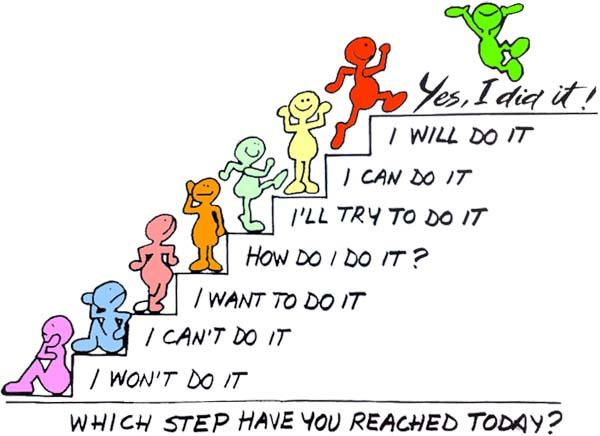 Yes, I did it!
I WILL DO IT
I CAN DO IT
I'LL TRY TO DO IT
HOW DO I DO IT?
I WANT TO DO IT
I CAN'T DO IT
I WON'T DO IT
WHICH STEP HAVE YOU REACHED TODAY?